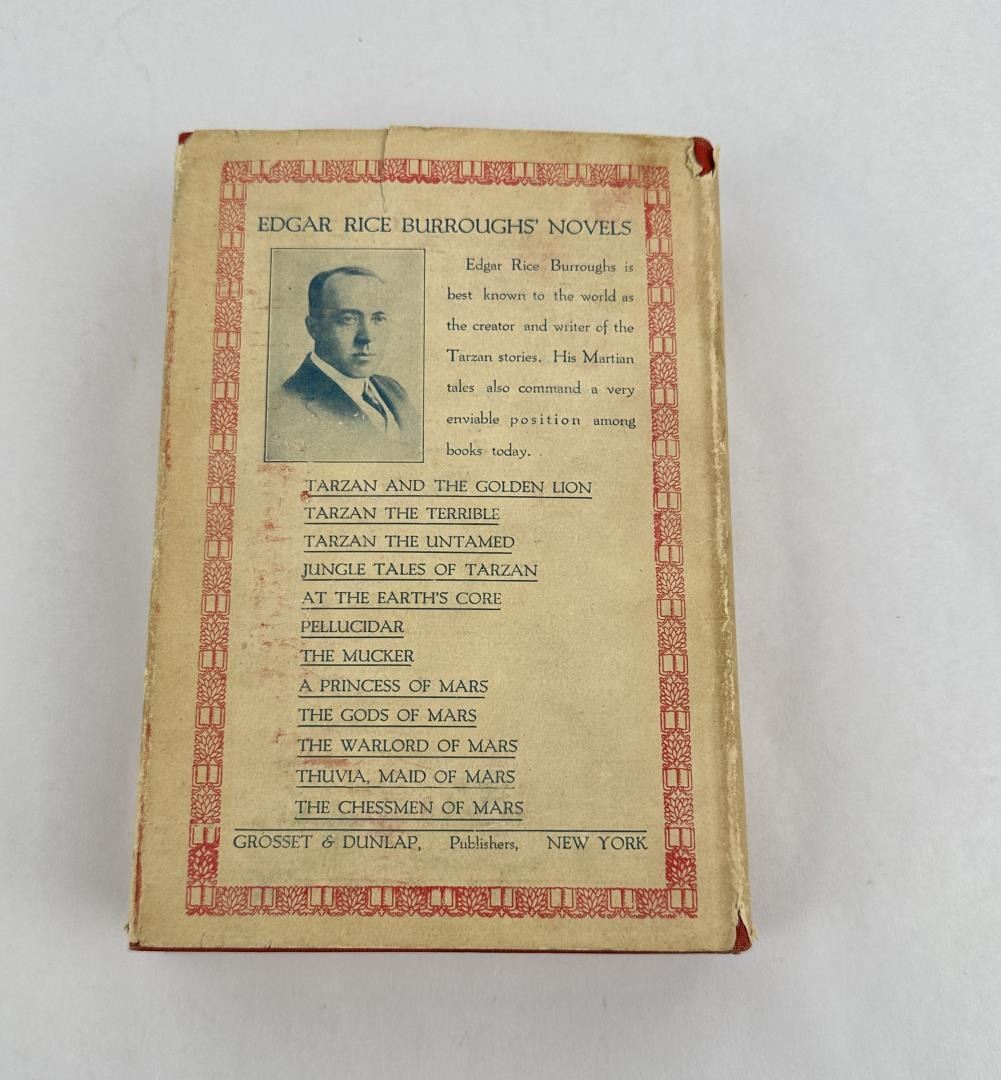 EDGAR RICE BURROUGHS' NOVELS
Edgar Rice Burroughs is
best known to the world as
the creator and writer of the
Tarzan stories. His Martian
tales also command a very
enviable position among
books today.
TARZAN AND THE GOLDEN LION
TARZAN THE TERRIBLE
TARZAN THE UNTAMED
JUNGLE TALES OF TARZAN
AT THE EARTH'S CORE
PELLUCIDAR
THE MUCKER
A PRINCESS OF MARS
THE GODS OF MARS
THE WARLORD OF MARS
THUVIA, MAID OF MARS
THE CHESSMEN OF MARS
GROSSET & DUNLAP, Publishers, NEW YORK